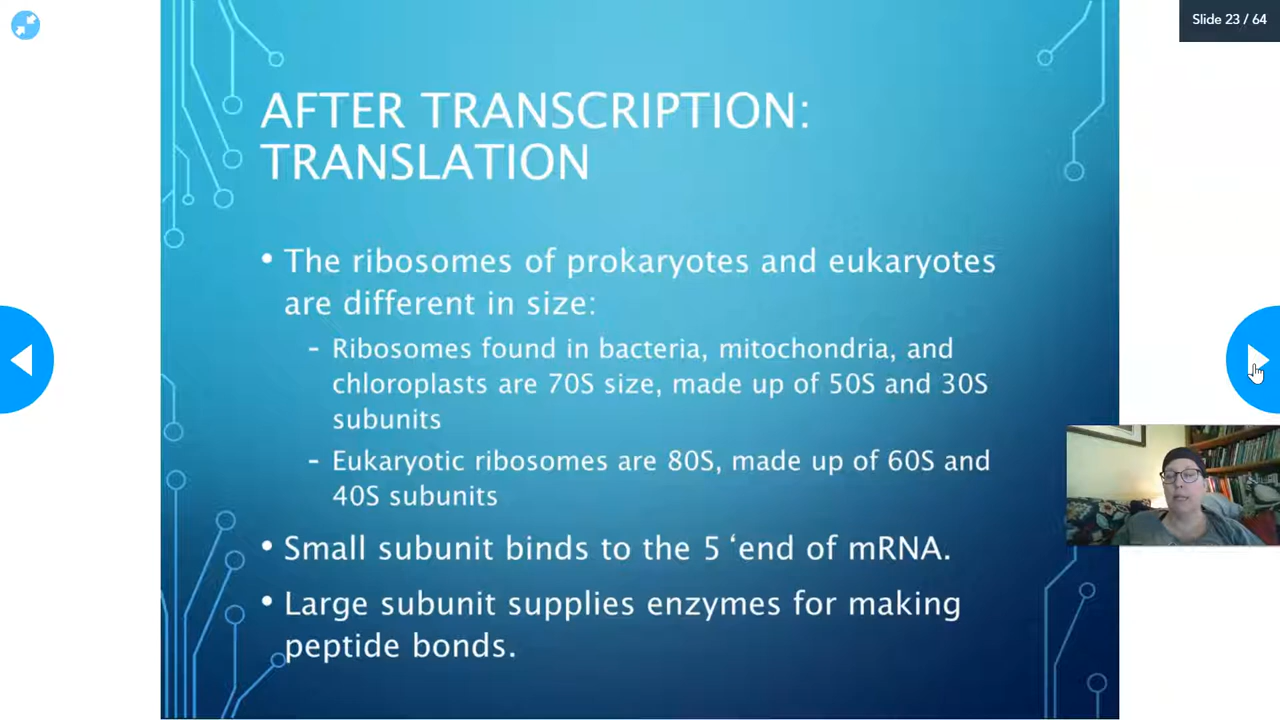 Slide 23 / 64
AFTER TRANSCRIPTION:
TRANSLATION
• The ribosomes of prokaryotes and eukaryotes
are different in size:
– Ribosomes found in bacteria, mitochondria, and
chloroplasts are 70S size, made up of 50S and 30S
subunits
– Eukaryotic ribosomes are 80S, made up of 60S and
40S subunits
• Small subunit binds to the 5 ‘end of mRNA.
• Large subunit supplies enzymes for making
peptide bonds.